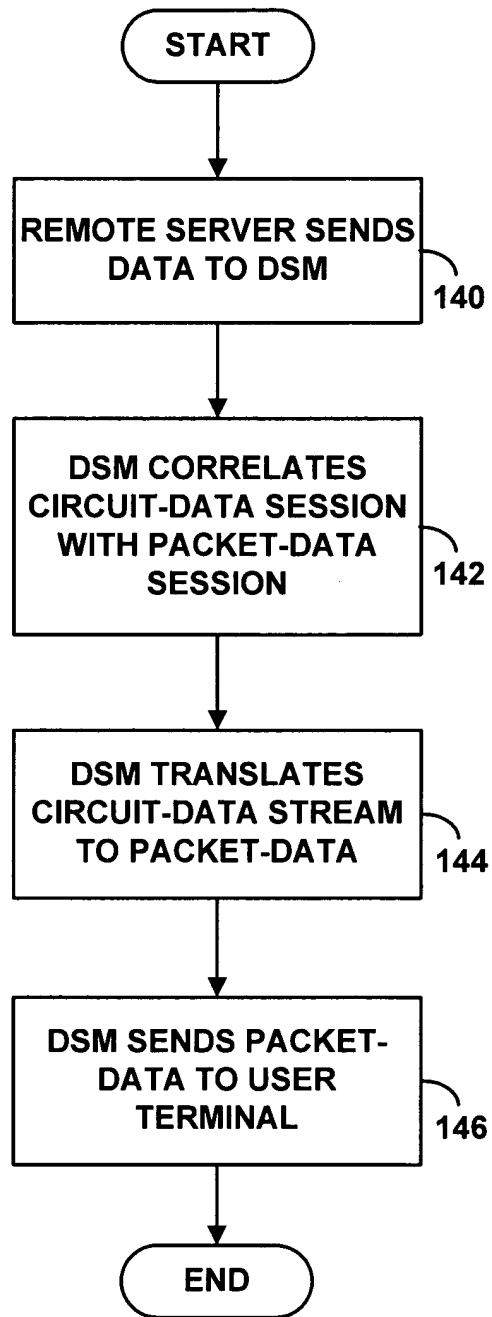 START
REMOTE SERVER SENDS
DATA TO DSM
140
DSM CORRELATES
CIRCUIT-DATA SESSION
WITH PACKET-DATA
SESSION
142
DSM TRANSLATES
CIRCUIT-DATA STREAM
TO PACKET-DATA
144
DSM SENDS PACKET-
DATA TO USER
TERMINAL
146
END